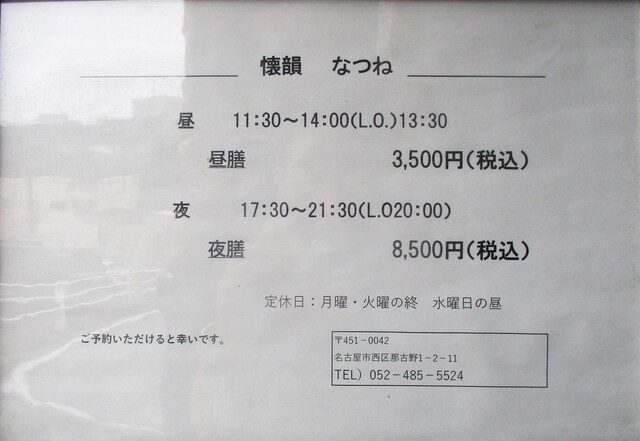 懐韻 なつね
昼 11:30〜14:00(L.O.)13:30
昼膳 3,500円(税込)
夜 17:30〜21:30(L.O20:00)
夜膳 8,500円(税込)
定休日：月曜・火曜の終 水曜日の昼
ご予約いただけると幸いです。
〒451-0042
名古屋市西区那古野1-2-11
TEL) 052-485-5524